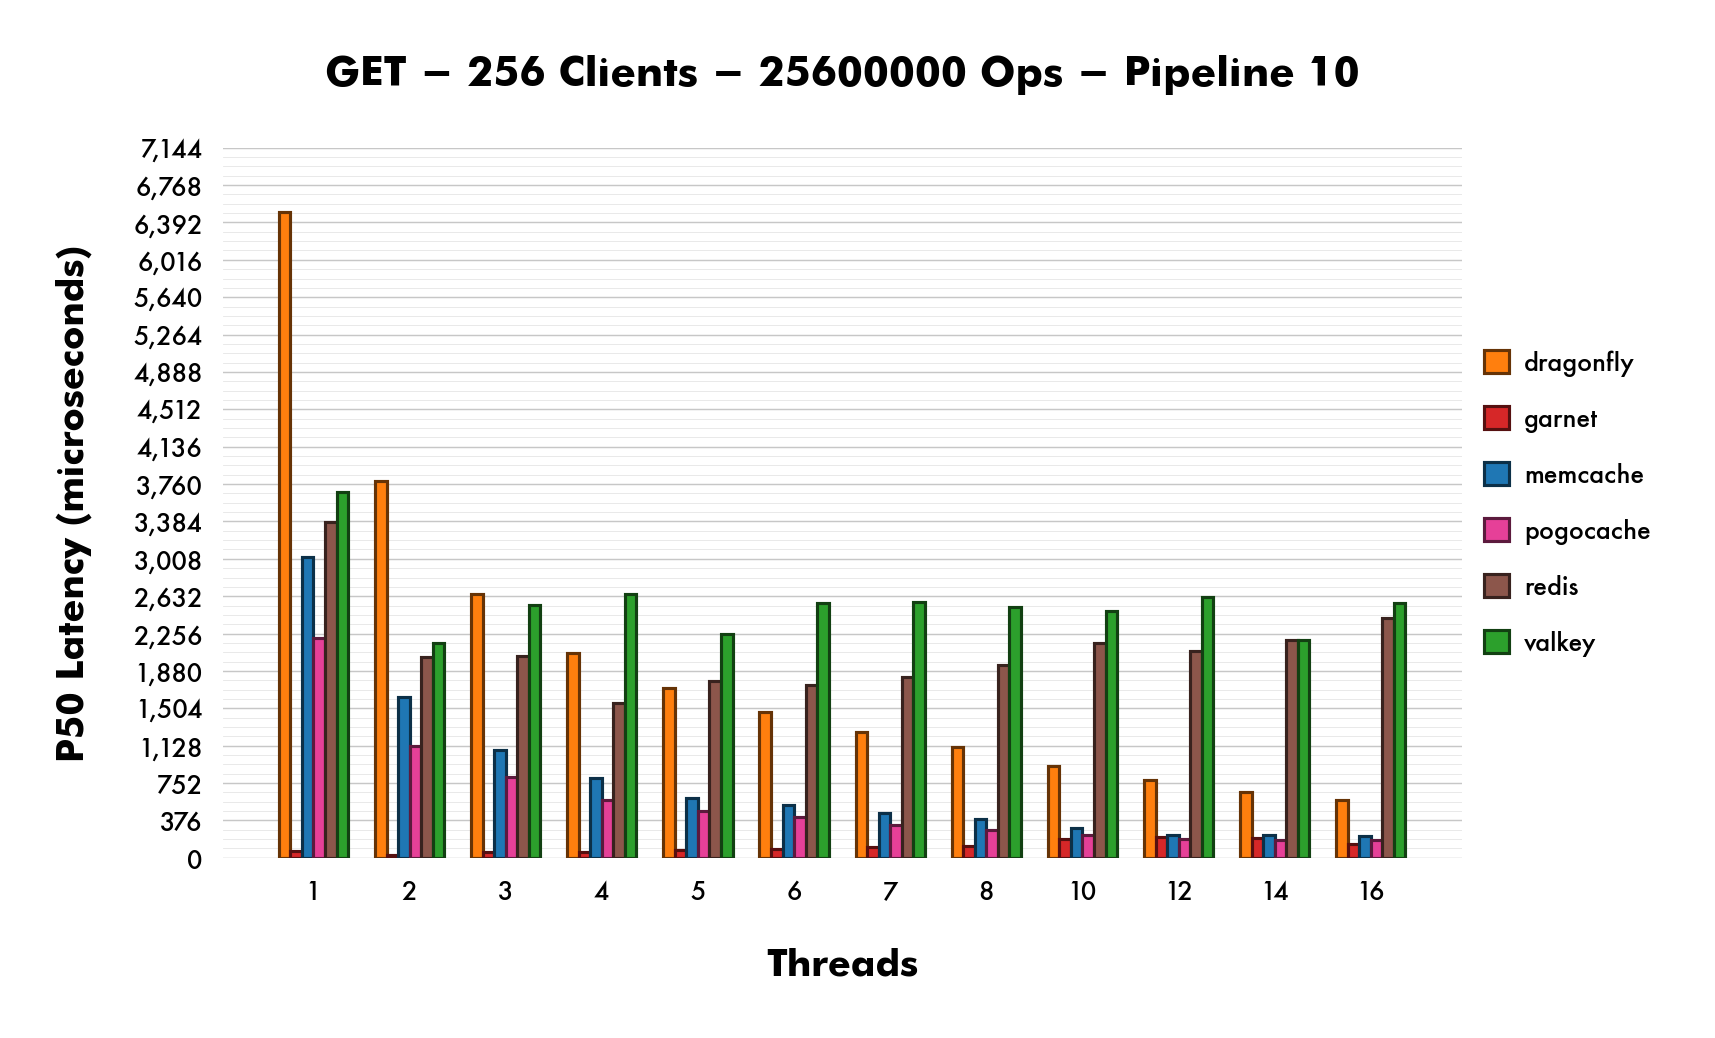 GET – 256 Clients – 25600000 Ops – Pipeline 10
P50 Latency (microseconds)
7,144
6,768
6,392
6,016
5,640
5,264
4,888
4,512
4,136
3,760
3,384
3,008
2,632
2,256
1,880
1,504
1,128
752
376
0
1 2 3 4 5 6 7 8 10 12 14 16
Threads
dragonfly
garnet
memcache
pogocache
redis
valkey